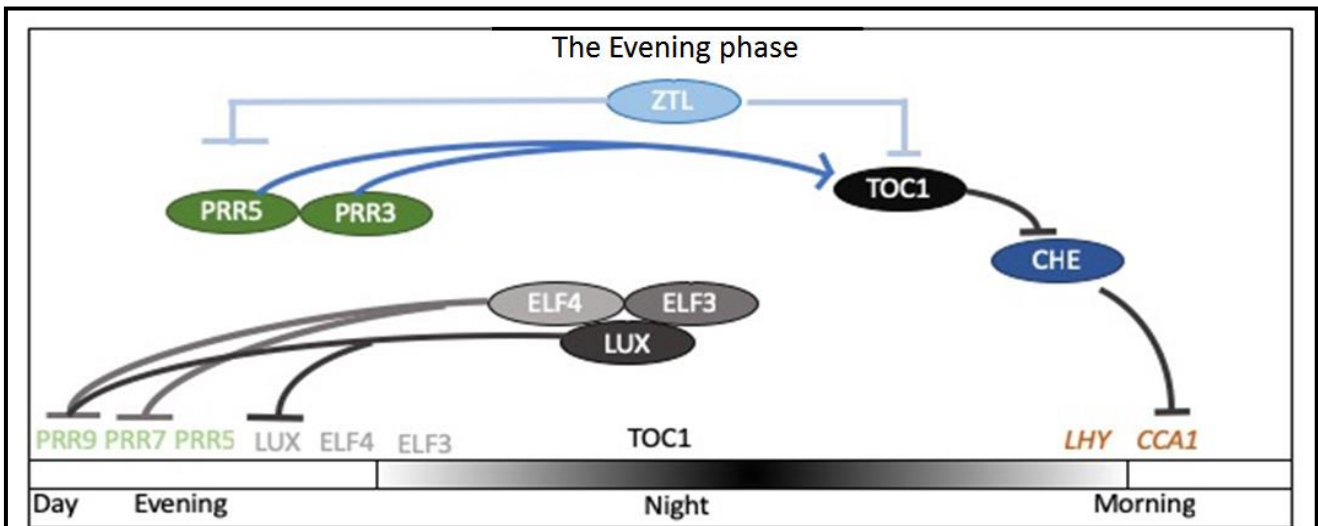 The Evening phase
ZTL
TOC1
PRR5 PRR3
CHE
ELF4 ELF3
LUX
PRR9 PRR7 PRR5 LUX ELF4 ELF3 TOC1 LHY CCA1
Day Evening Night Morning